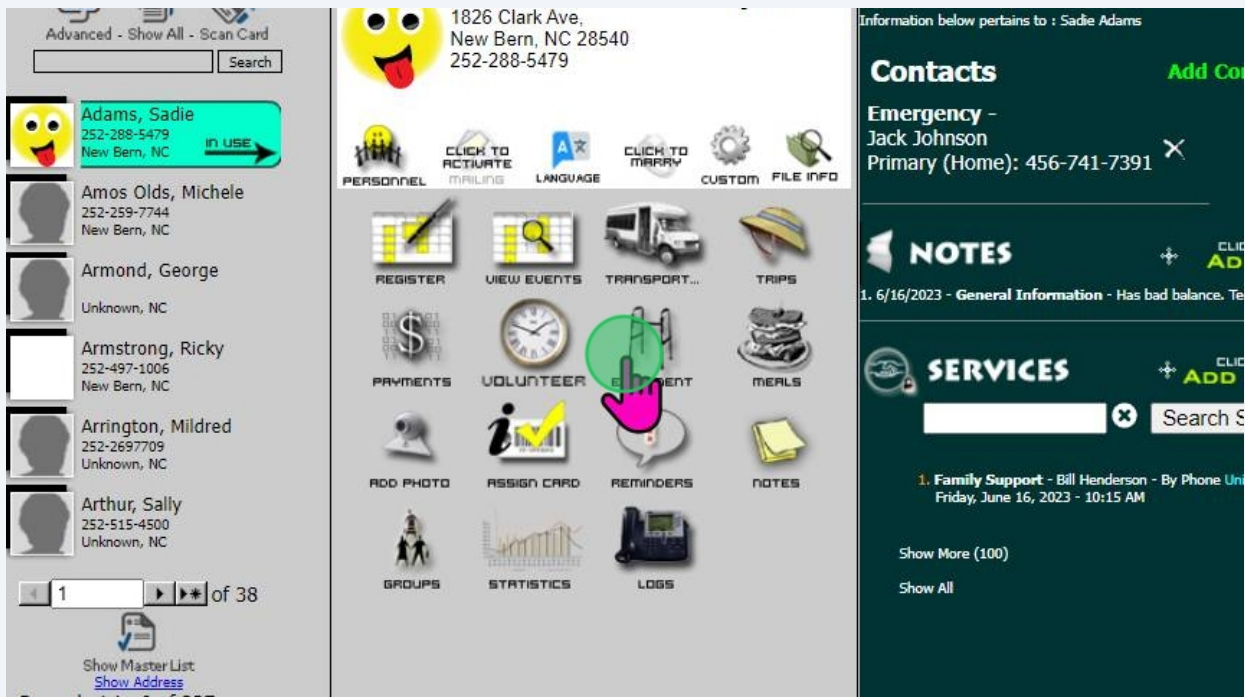 Advanced - Show All - Scan Card
Search
Adams, Sadie
252-288-5479
New Bern, NC
IN USE
Amos Olds, Michele
252-259-7744
New Bern, NC
Armond, George
Unknown, NC
Armstrong, Ricky
252-497-1006
New Bern, NC
Arrington, Mildred
252-2697709
Unknown, NC
Arthur, Sally
252-515-4500
Unknown, NC
1 of 38
Show Master List
Show Address
1826 Clark Ave,
New Bern, NC 28540
252-288-5479
PERSONNEL
CLICK TO
ACTIVATE
MAILING
LANGUAGE
CLICK TO
MARRY
CUSTOM
FILE INFO
REGISTER
VIEW EVENTS
TRANSPORT...
TRIPS
PAYMENTS
VOLUNTEER
MEALS
ADD PHOTO
ASSIGN CARD
REMINDERS
NOTES
GROUPS
STATISTICS
LOGS
Information below pertains to : Sadie Adams
Contacts Add Con
Emergency -
Jack Johnson
Primary (Home): 456-741-7391
NOTES
1. 6/16/2023 - General Information - Has bad balance. Te
SERVICES
ADD
Search S
1. Family Support - Bill Henderson - By Phone Uni
Friday, June 16, 2023 - 10:15 AM
Show More (100)
Show All